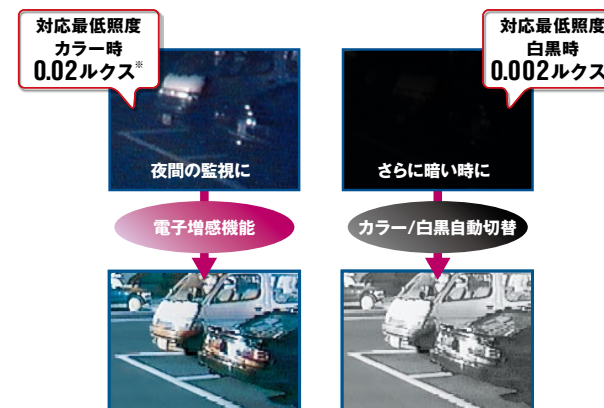 対応最低照度
カラー時
0.02ルクス※
対応最低照度
白黒時
0.002ルクス
夜間の監視に
さらに暗い時に
電子増感機能
カラー/白黒自動切替